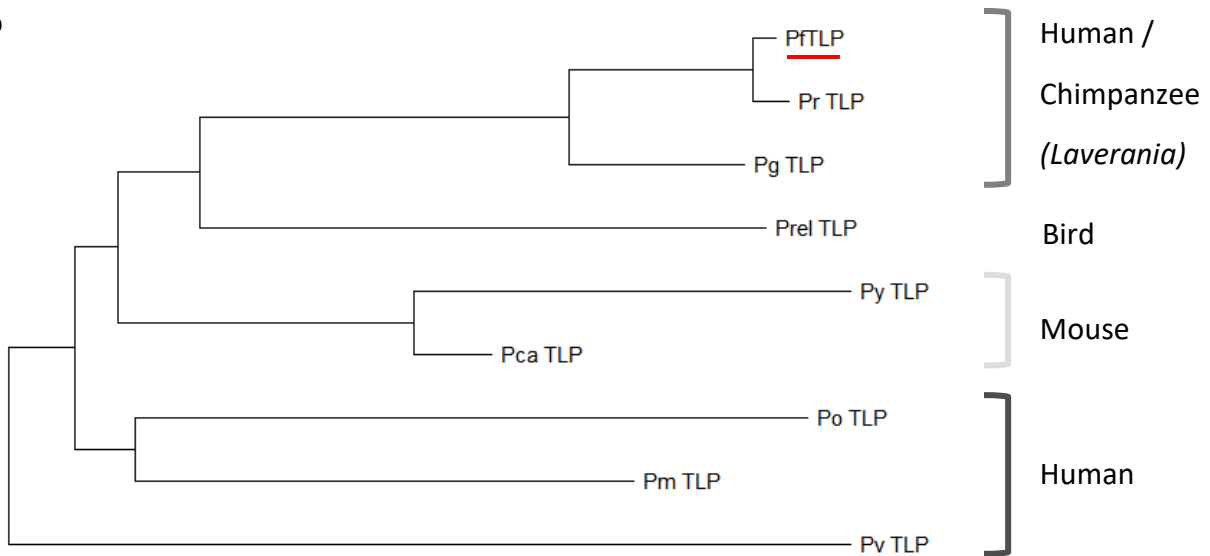 PfTLP
Pr TLP
Pg TLP
Prel TLP
Py TLP
Pca TLP
Po TLP
Pm TLP
Pv TLP
Human /
Chimpanzee
(Laverania)
Bird
Mouse
Human